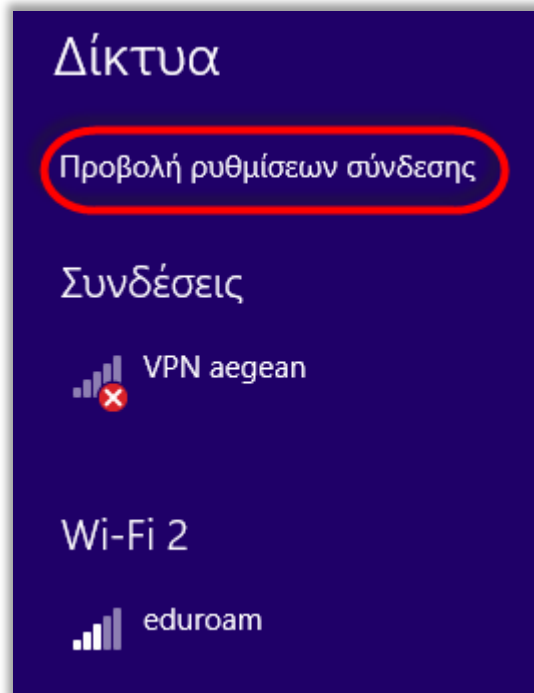 Δίκτυα
Προβολή ρυθμίσεων σύνδεσης
Συνδέσεις
VPN aegean
Wi-Fi 2
eduroam